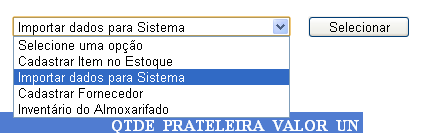 Importar dados para Sistema
Selecionar
Selecione uma opção
Cadastrar Item no Estoque
Importar dados para Sistema
Cadastrar Fornecedor
Inventário do Almoxarifado
QTDE PRATELEIRA VALOR UN